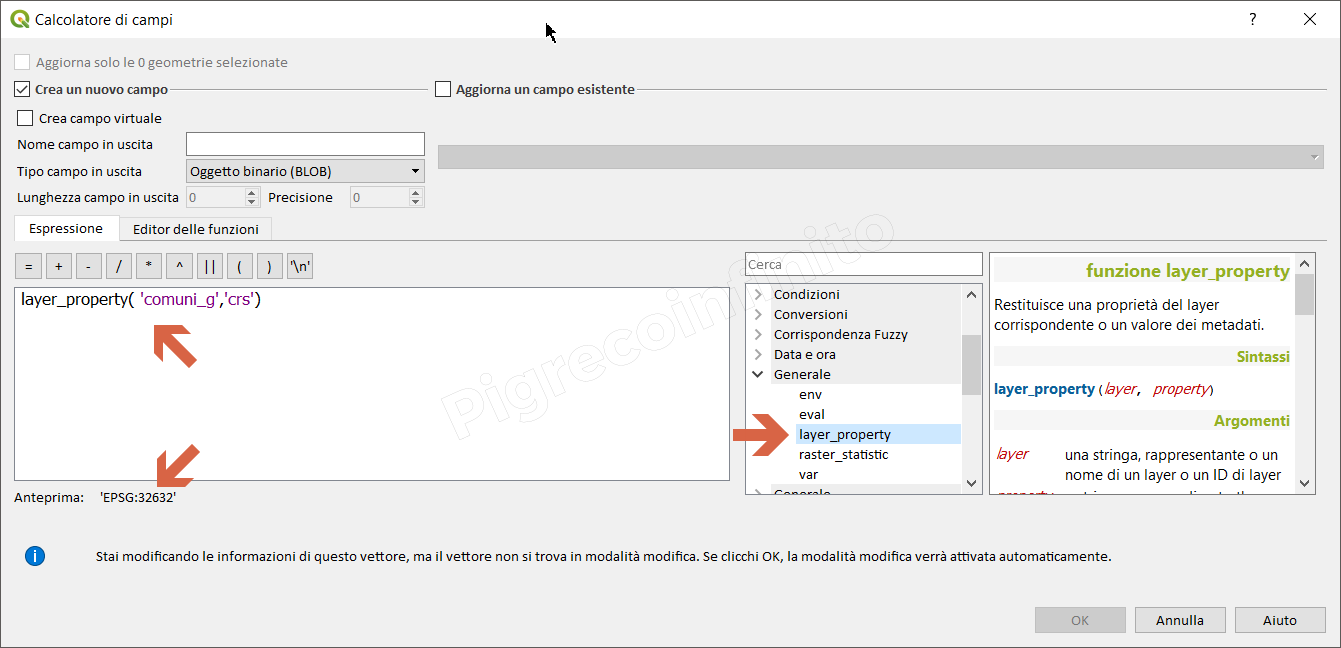 Calcolatore di campi
?
Aggiorna solo le 0 geometrie selezionate
Crea un nuovo campo
Aggiorna un campo esistente
Crea campo virtuale
Nome campo in uscita
Tipo campo in uscita Oggetto binario (BLOB)
Lunghezza campo in uscita 0 Precisione 0
Espressione Editor delle funzioni
= + - / * ^ || ( ) '\n'
layer_property( 'comuni_g','crs')
Anteprima: 'EPSG:32632'
Cerca
Condizioni
Conversioni
Corrispondenza Fuzzy
Data e ora
Generale
env
eval
layer_property
raster_statistic
var
Generale
funzione layer_property
Restituisce una proprietà del layer
corrispondente o un valore dei metadati.
Sintassi
layer_property (layer, property)
Argomenti
layer una stringa, rappresentante o un
nome di un layer o un ID di layer
Pigrecoinfinito
Stai modificando le informazioni di questo vettore, ma il vettore non si trova in modalità modifica. Se clicchi OK, la modalità modifica verrà attivata automaticamente.
OK Annulla Aiuto